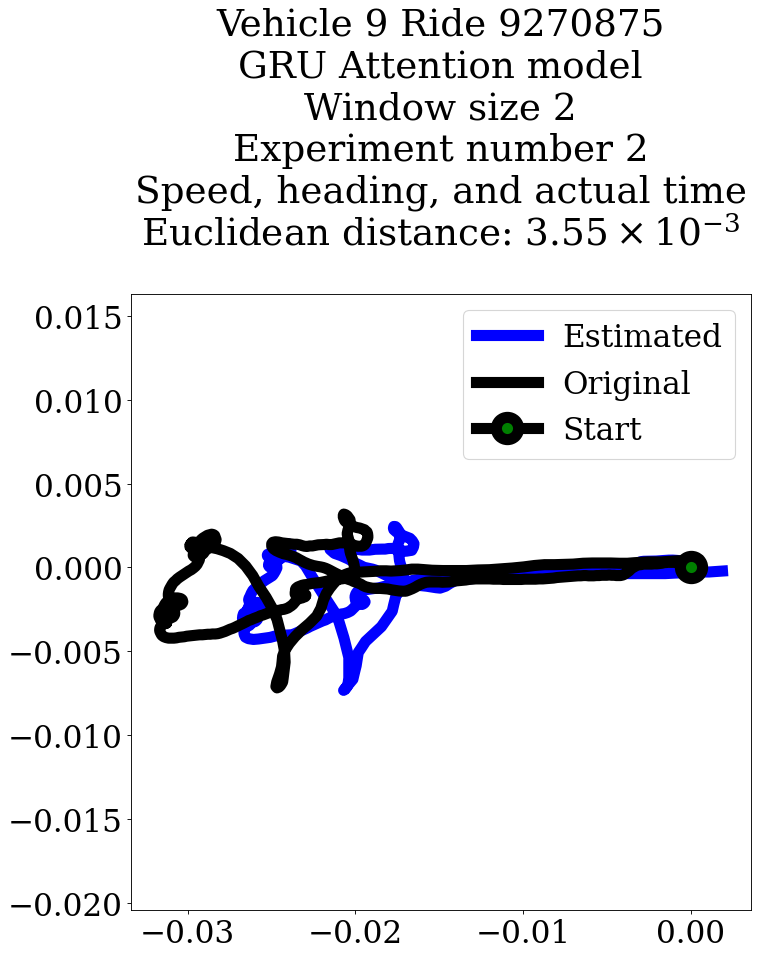 Vehicle 9 Ride 9270875
GRU Attention model
Window size 2
Experiment number 2
Speed, heading, and actual time
Euclidean distance: 3.55 × 10⁻³
Estimated
Original
Start
0.015
0.010
0.005
0.000
−0.005
−0.010
−0.015
−0.020
−0.03 −0.02 −0.01 0.00